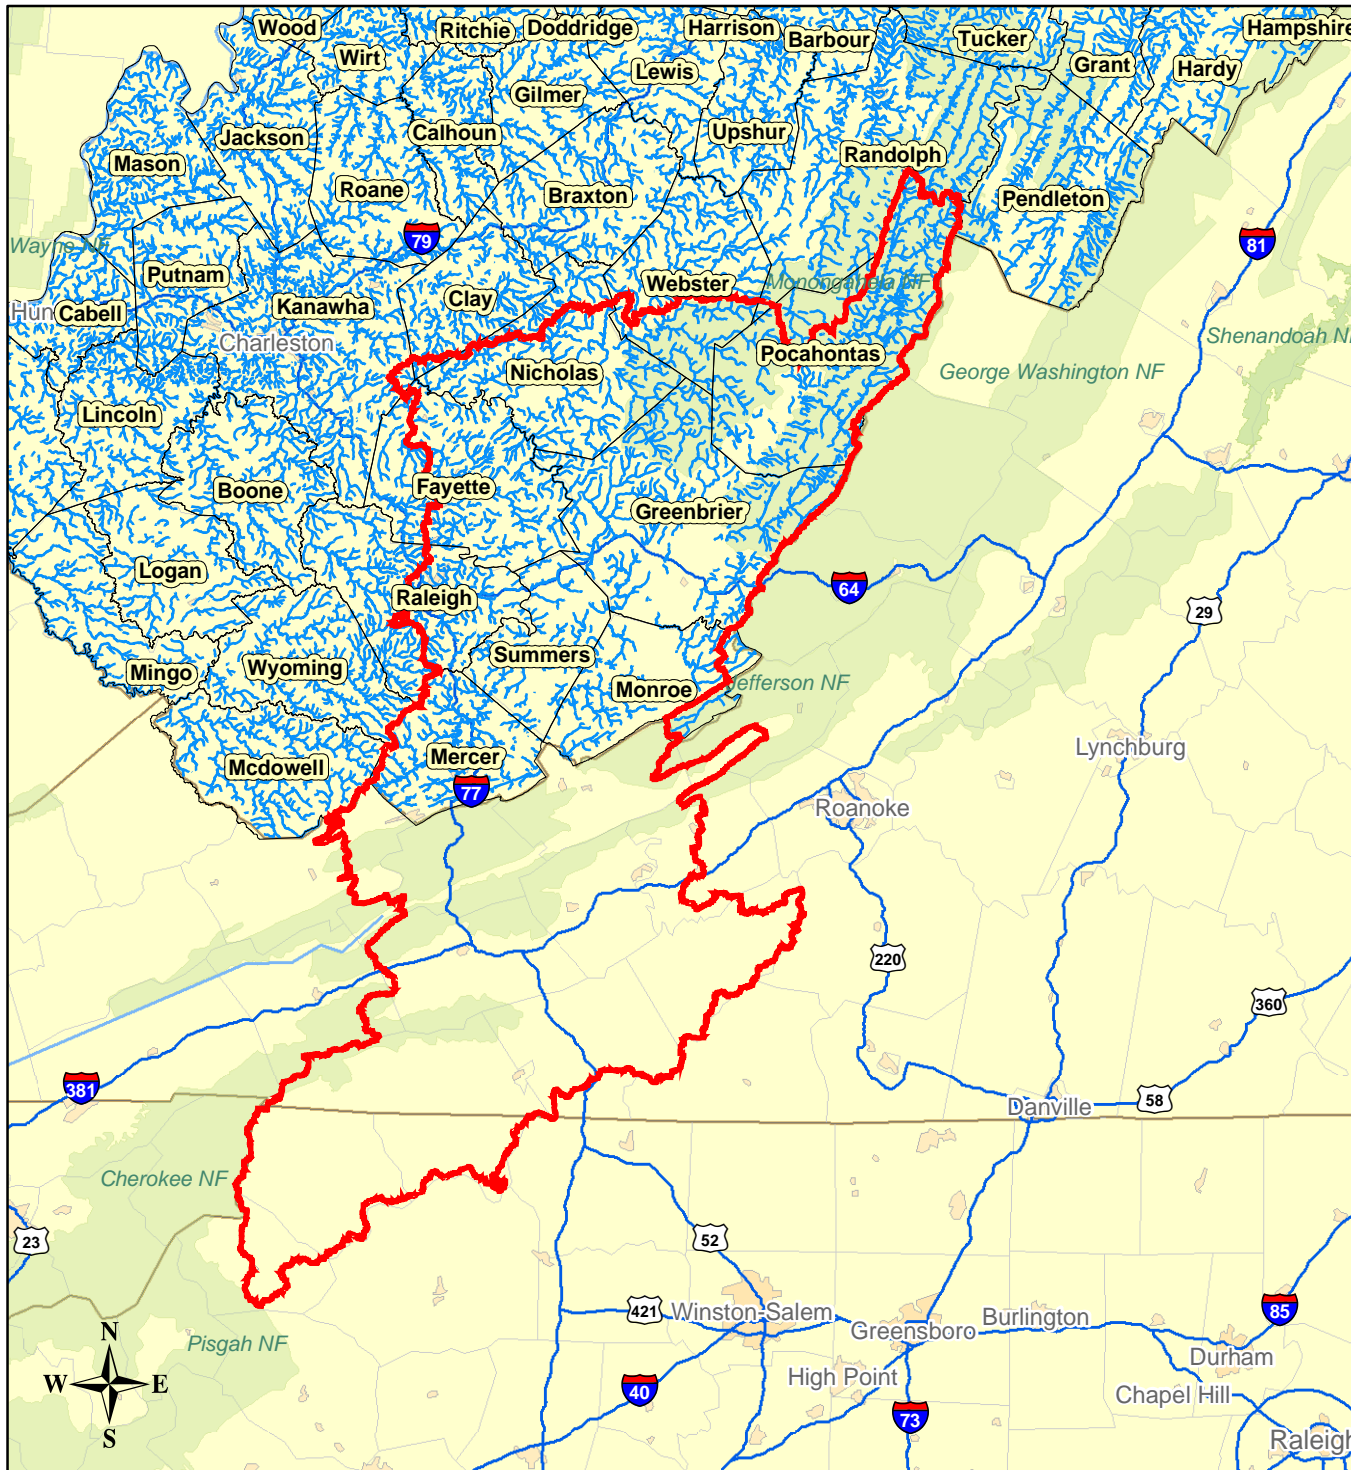 Wood
Ritchie
Doddridge
Harrison
Barbour
Tucker
Hampshire
Wirt
Lewis
Grant
Hardy
Gilmer
Jackson
Calhoun
Upshur
Mason
Randolph
Roane
Braxton
Pendleton
79
81
Wayne NF
Putnam
Webster
Monongahela NF
Clay
Kanawha
Cabell
Hun
Charleston
Shenandoah NF
Pocahontas
Nicholas
George Washington NF
Lincoln
Boone
Fayette
Greenbrier
Logan
64
Raleigh
29
Summers
Mingo
Wyoming
Monroe
Jefferson NF
Mercer
Mcdowell
77
Lynchburg
Roanoke
220
360
381
58
Danville
Cherokee NF
23
52
421
Winston-Salem
Greensboro
Burlington
85
Pisgah NF
Durham
High Point
Chapel Hill
40
73
Raleigh
N
W
E
S